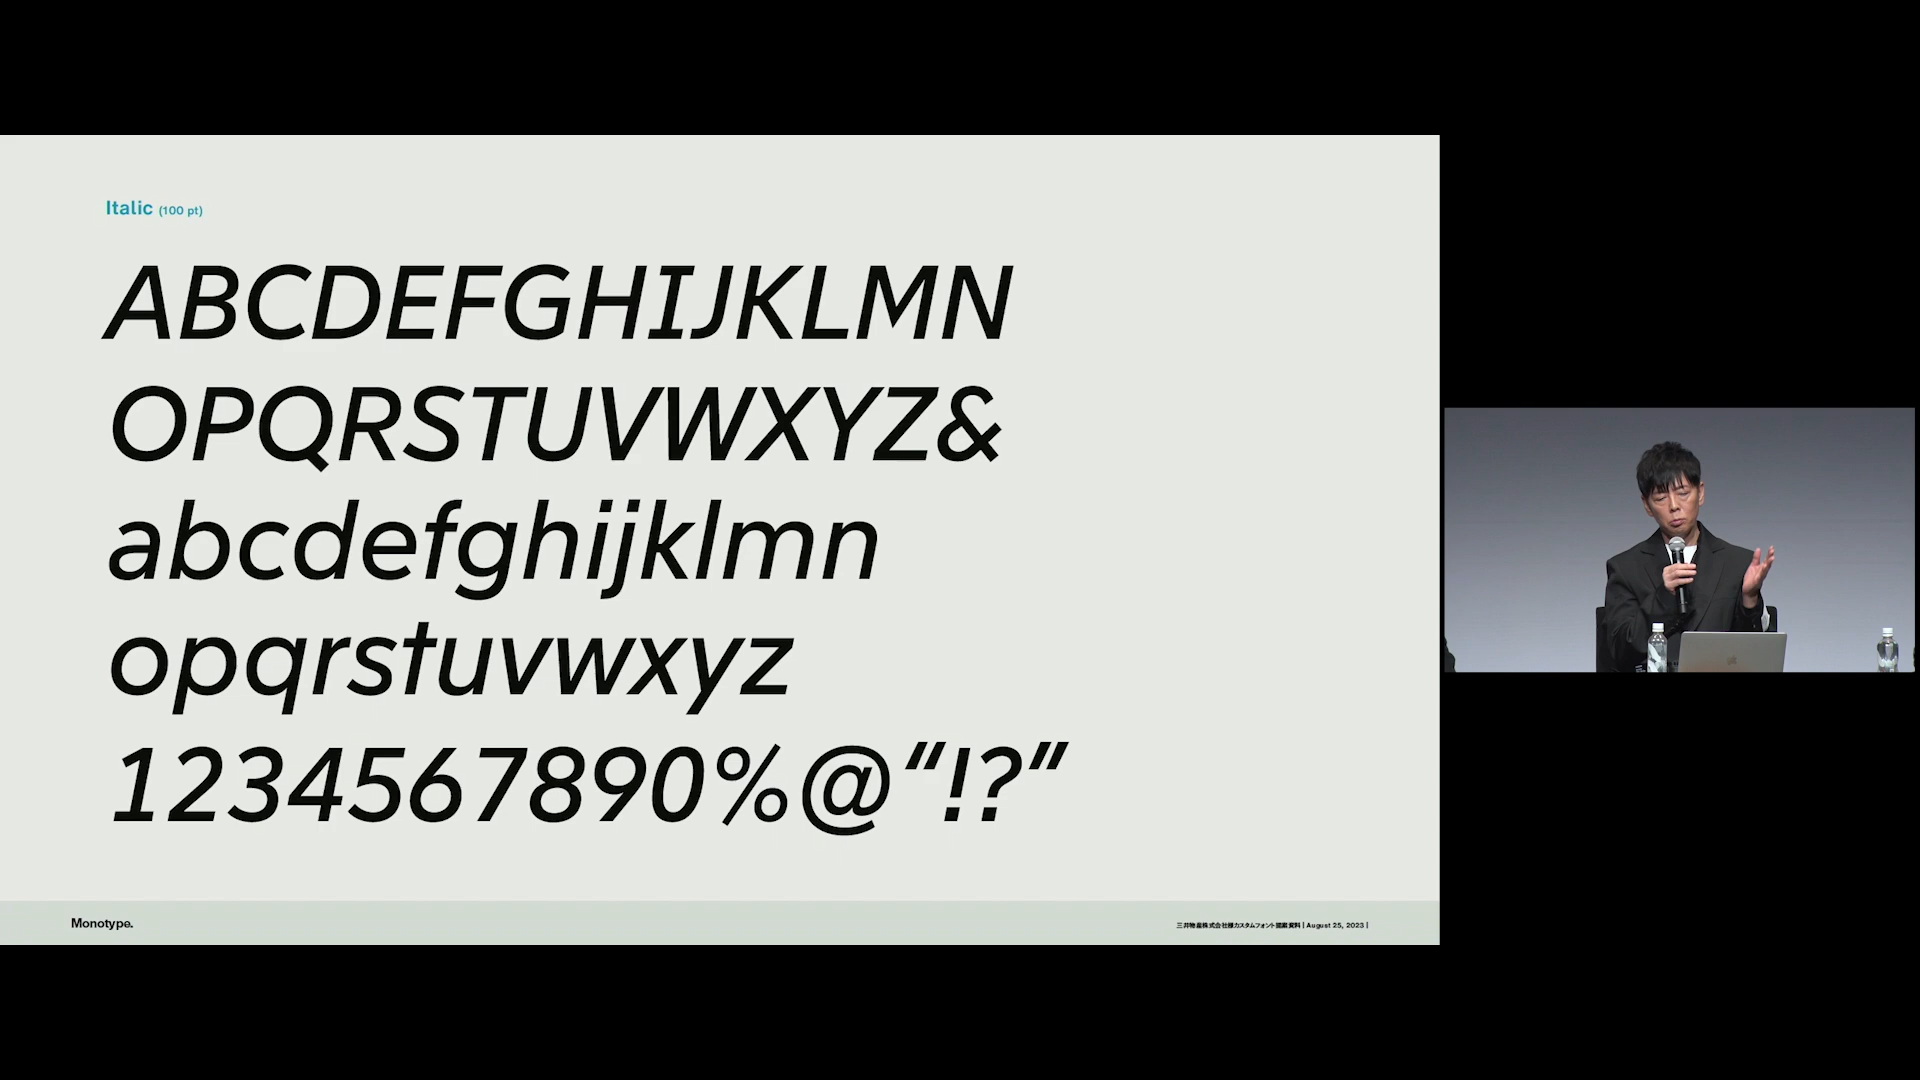 Italic (100 pt)
ABCDEFGHIJKLMN
OPQRSTUVWXYZ&
abcdefghijklmn
opqrstuvwxyz
1234567890%@“!?”
Monotype.
三井物産株式会社様カスタムフォント提案資料 | August 25, 2023 |